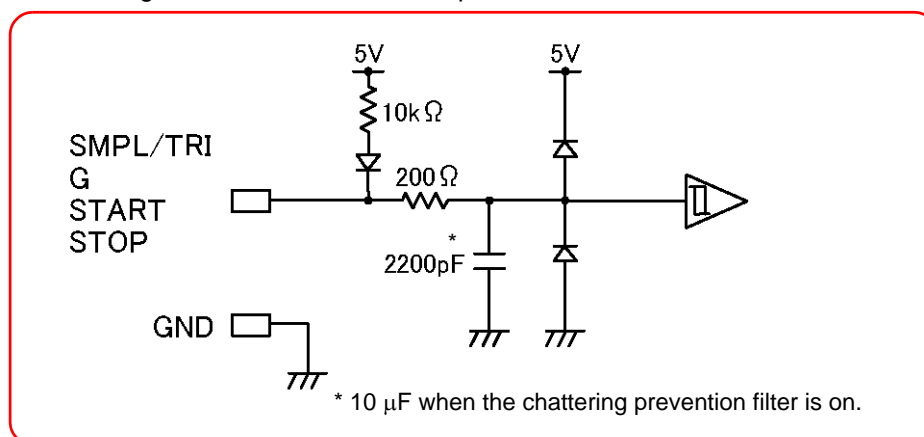 5V
5V
10kΩ
SMPL/TRI
G
START
STOP
200Ω
*
2200pF
GND
* 10 μF when the chattering prevention filter is on.